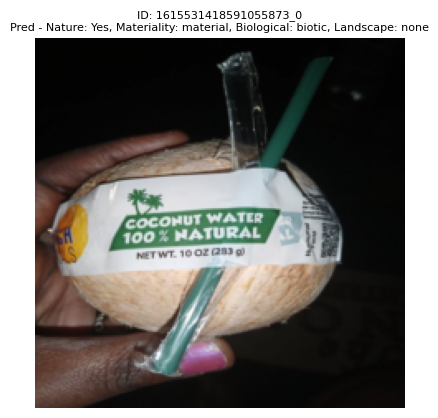 ID: 1615531418591055873_0
Pred - Nature: Yes, Materiality: material, Biological: biotic, Landscape: none
COCONUT WATER
100% NATURAL
NET WT. 10 OZ (283 g)